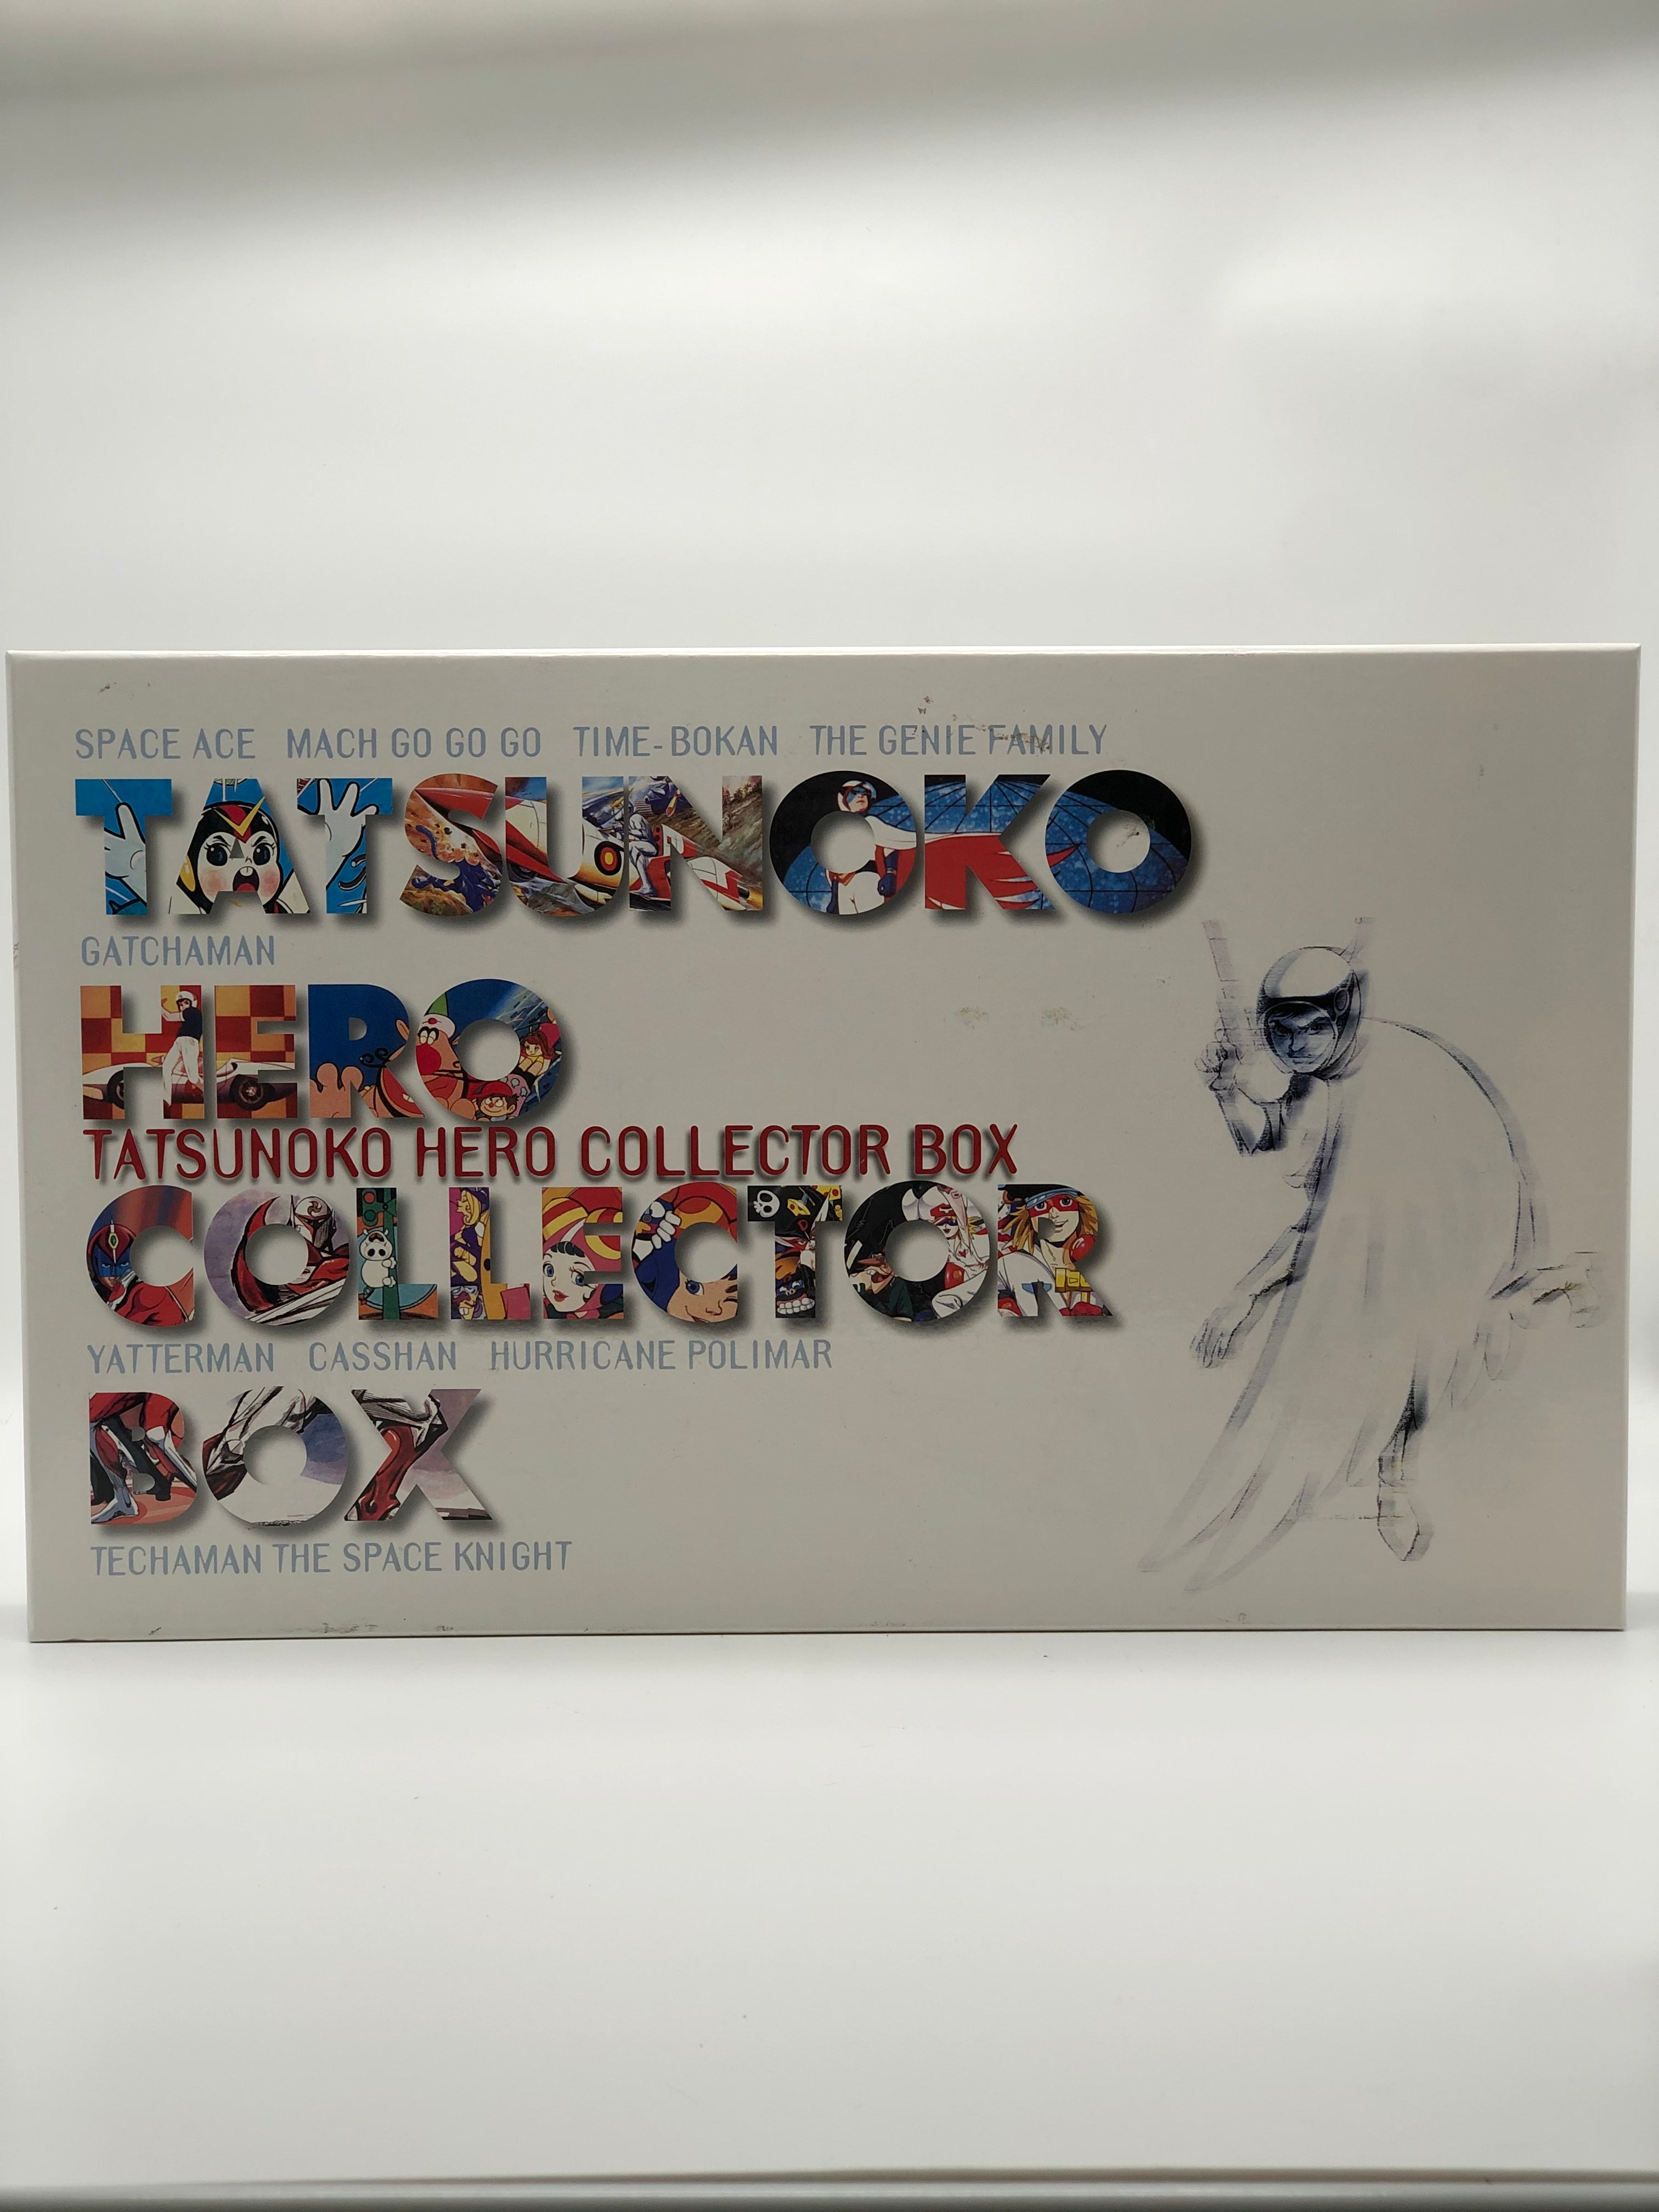 SPACE ACE MACH GO GO GO TIME-BOKAN THE GENIE FAMILY
TATSUNOKO
GATCHAMAN
HERO
TATSUNOKO HERO COLLECTOR BOX
COLLECTOR
YATTERMAN CASSHAN HURRICANE POLIMAR
BOX
TECHAMAN THE SPACE KNIGHT